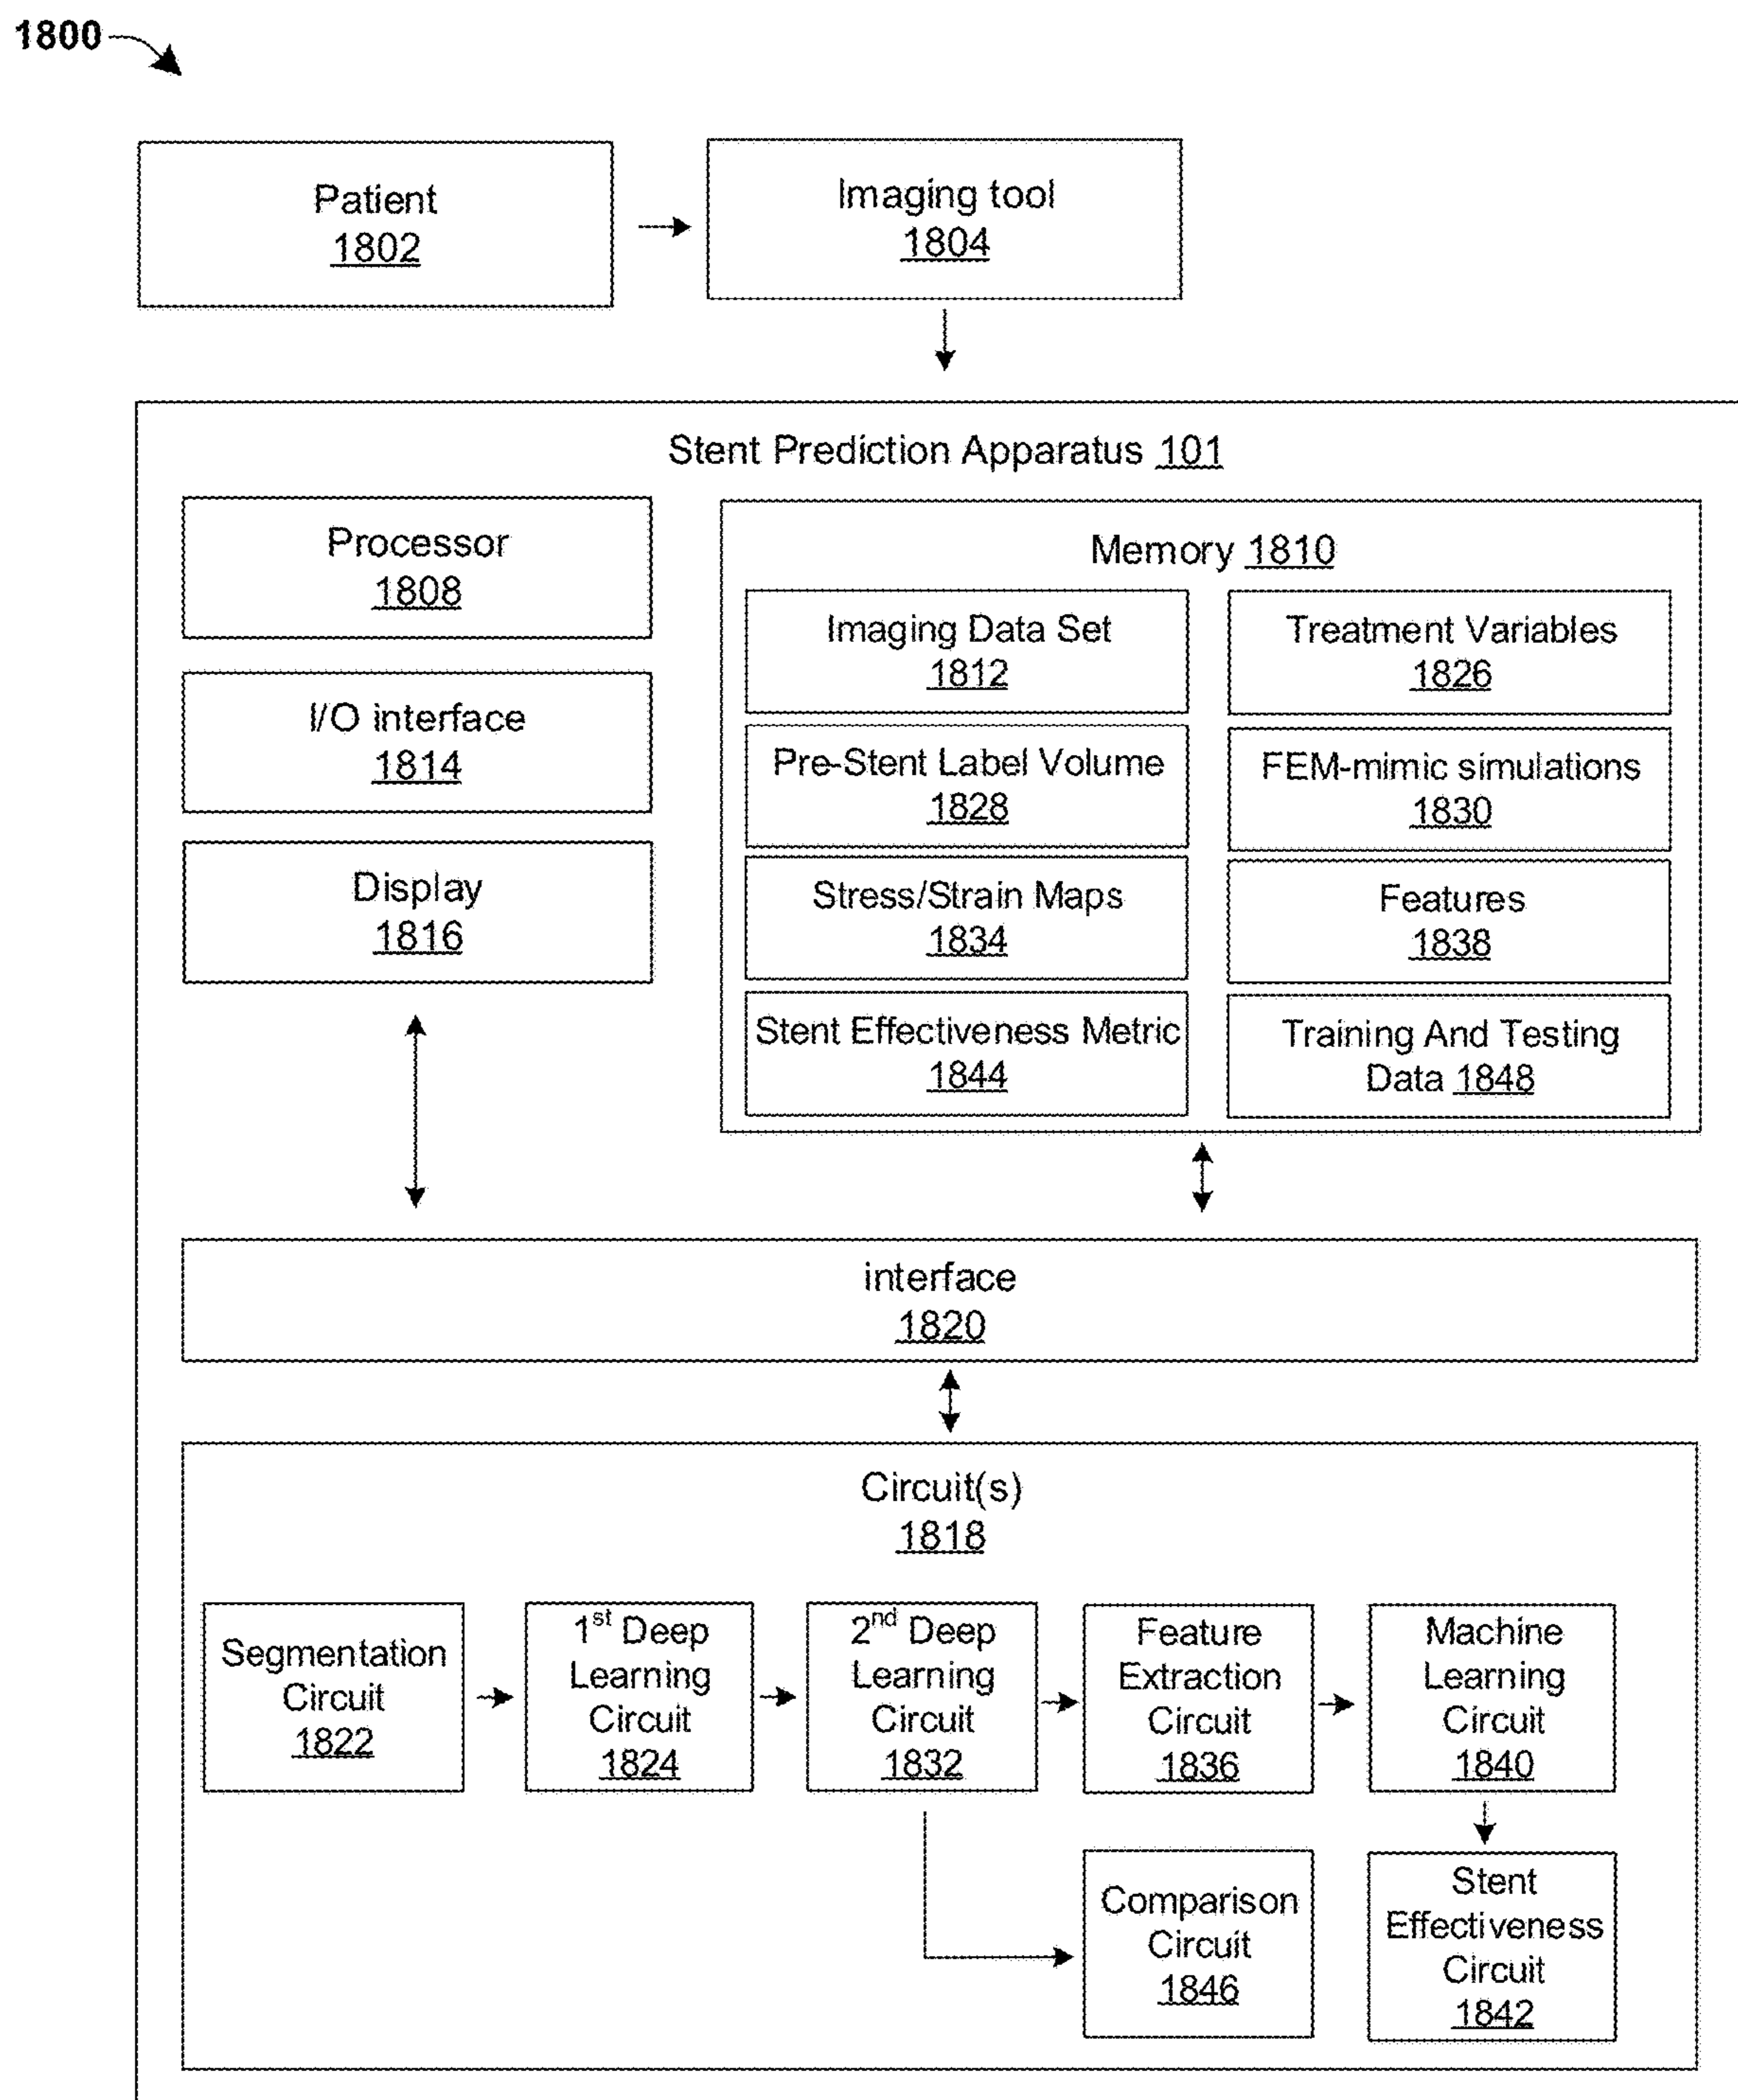 1800
Patient
1802
Imaging tool
1804
Stent Prediction Apparatus 101
Processor
1808
I/O interface
1814
Display
1816
Memory 1810
Imaging Data Set
1812
Treatment Variables
1826
Pre-Stent Label Volume
1828
FEM-mimic simulations
1830
Stress/Strain Maps
1834
Features
1838
Stent Effectiveness Metric
1844
Training And Testing
Data 1848
interface
1820
Circuit(s)
1818
Segmentation
Circuit
1822
1st Deep
Learning
Circuit
1824
2nd Deep
Learning
Circuit
1832
Feature
Extraction
Circuit
1836
Machine
Learning
Circuit
1840
Comparison
Circuit
1846
Stent
Effectiveness
Circuit
1842